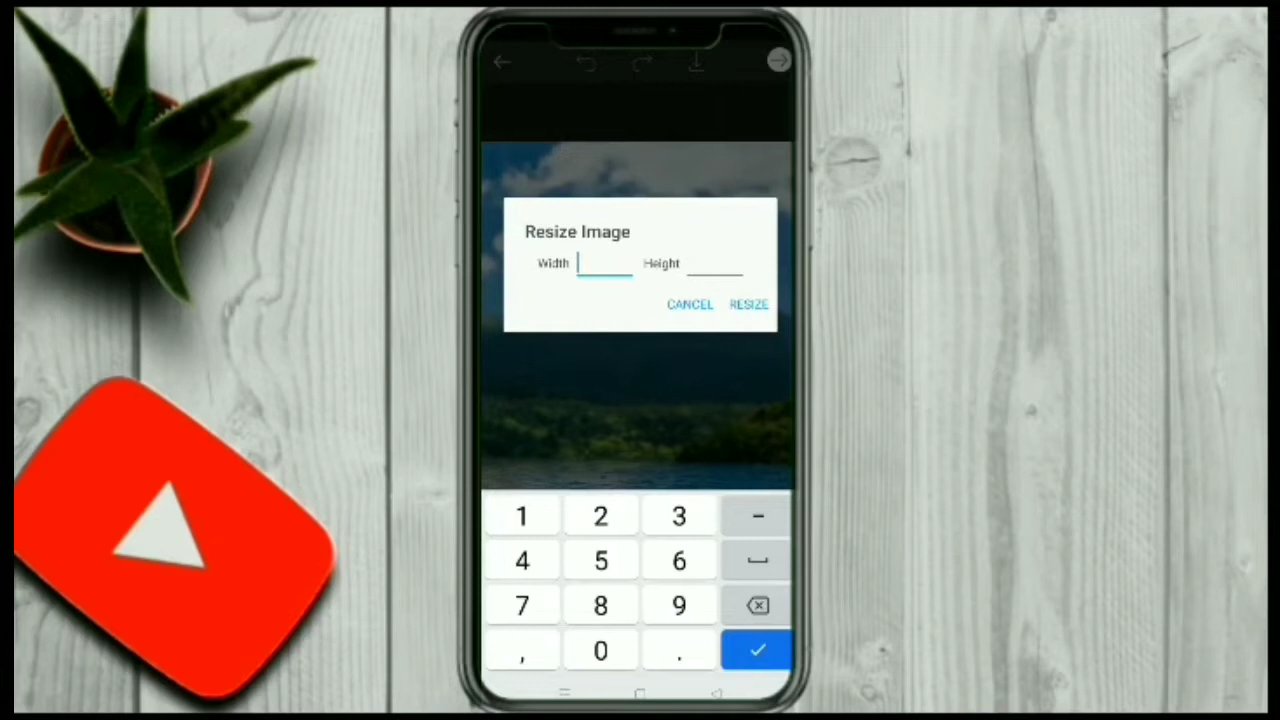 Resize Image
Width Height
CANCEL RESIZE
1 2 3 -
4 5 6
7 8 9
, 0 .